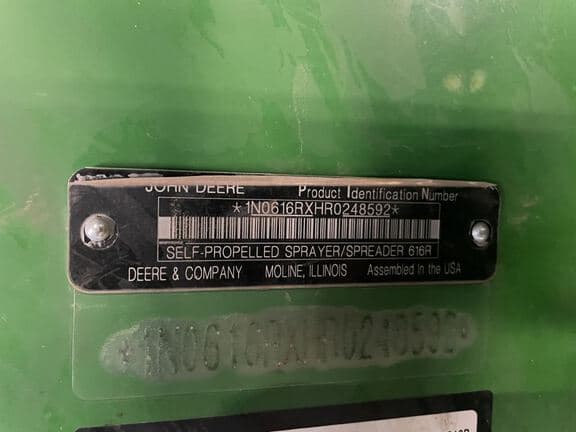 JOHN DEERE Product Identification Number
*1N0616RXHR0248592*
SELF-PROPELLED SPRAYER/SPREADER 616R
DEERE & COMPANY MOLINE, ILLINOIS Assembled in the USA
*1N0616RXHR0248592*